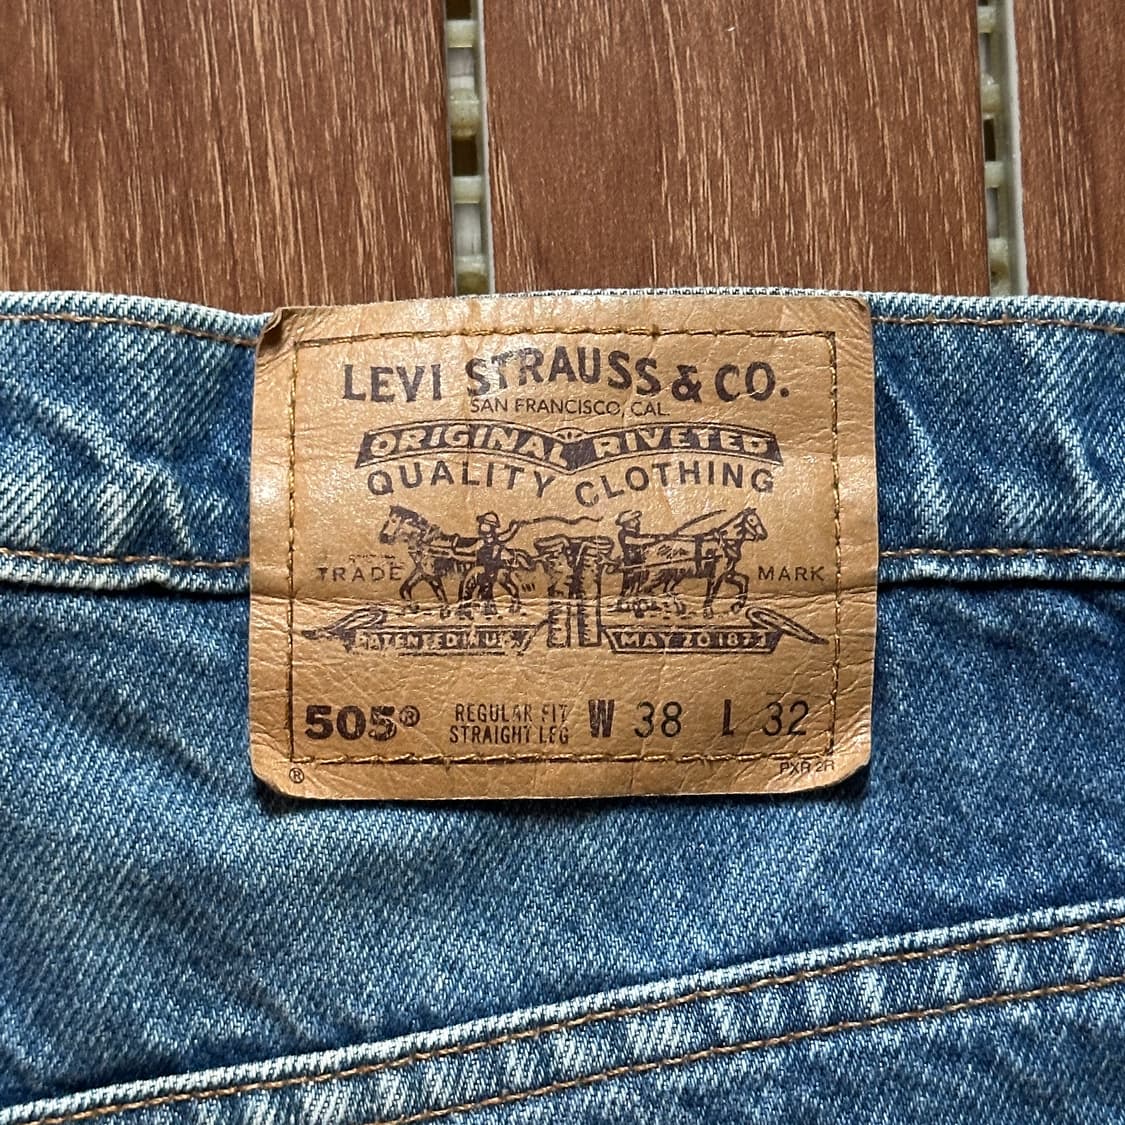 LEVI STRAUSS & CO.
SAN FRANCISCO, CAL.
ORIGINAL RIVETED
QUALITY CLOTHING
TRADE MARK
PATENTED IN U.S. MAY 20 1873
505® REGULAR FIT
STRAIGHT LEG W 38 L 32
® PXR 2R